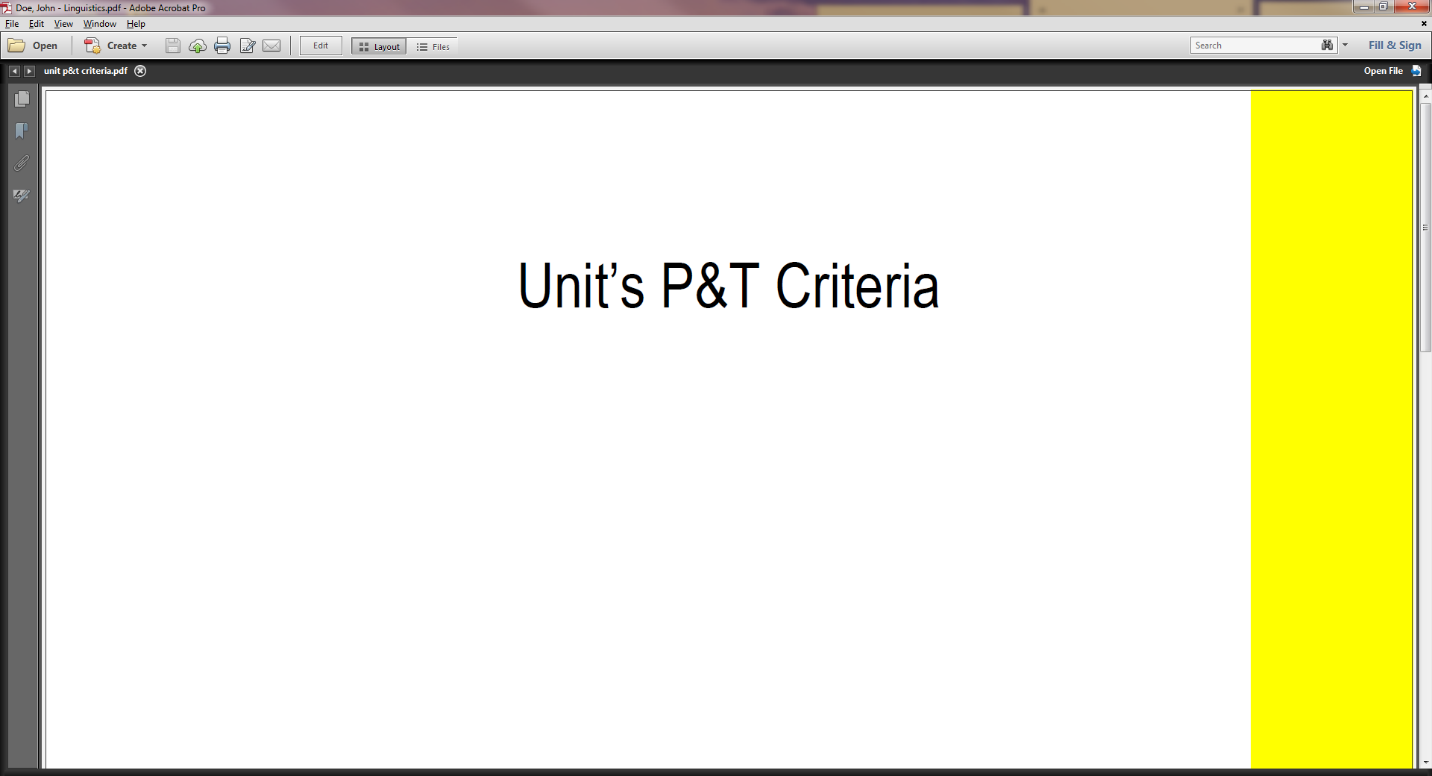 Doe, John - Linguistics.pdf - Adobe Acrobat Pro
File Edit View Window Help
Open Create Edit Layout Files Search Fill & Sign
unit p&t criteria.pdf Open File
Unit's P&T Criteria